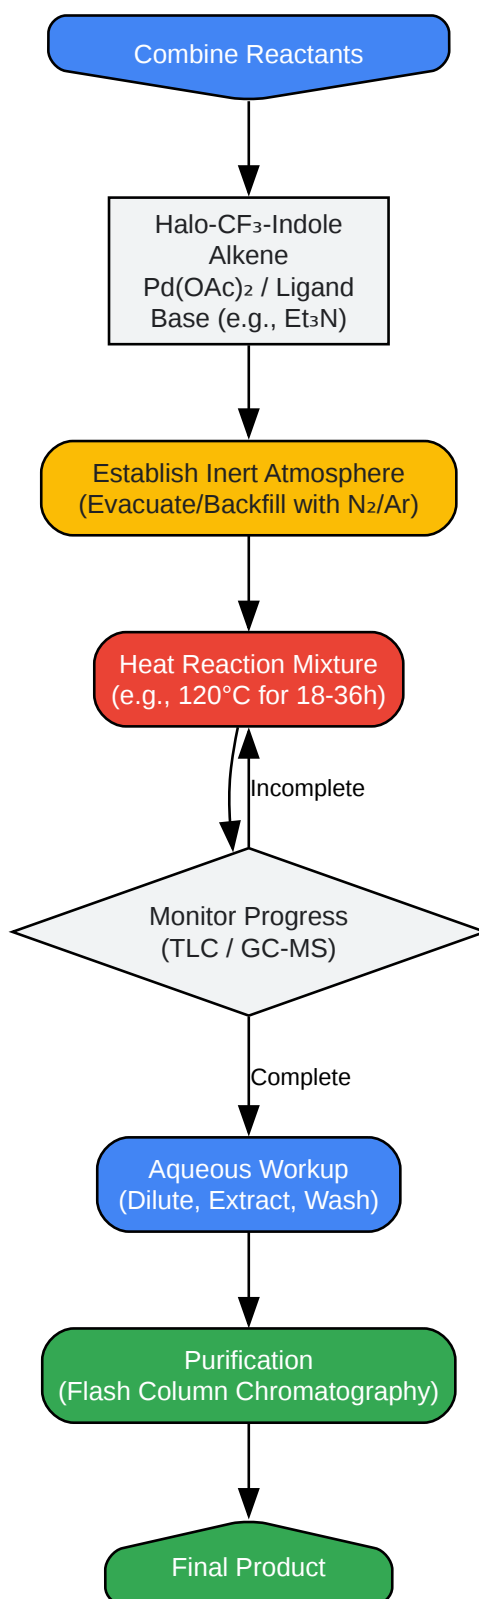 Combine Reactants
Halo-CF₃-Indole
Alkene
Pd(OAc)₂ / Ligand
Base (e.g., Et₃N)
Establish Inert Atmosphere
(Evacuate/Backfill with N₂/Ar)
Heat Reaction Mixture
(e.g., 120°C for 18-36h)
Incomplete
Monitor Progress
(TLC / GC-MS)
Complete
Aqueous Workup
(Dilute, Extract, Wash)
Purification
(Flash Column Chromatography)
Final Product